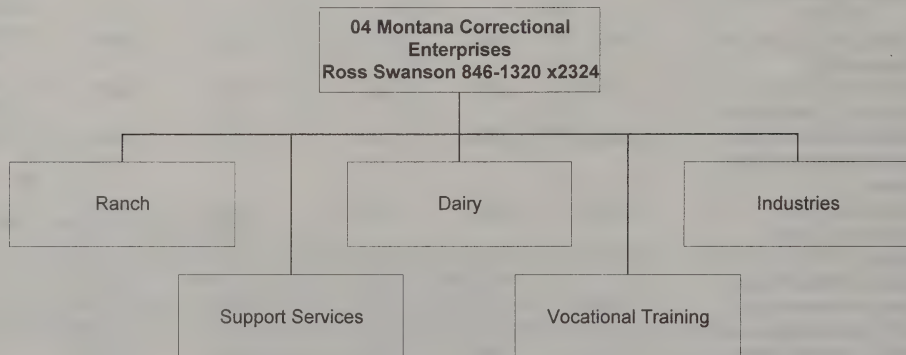 04 Montana Correctional
Enterprises
Ross Swanson 846-1320 x2324
Ranch
Dairy
Industries
Support Services
Vocational Training